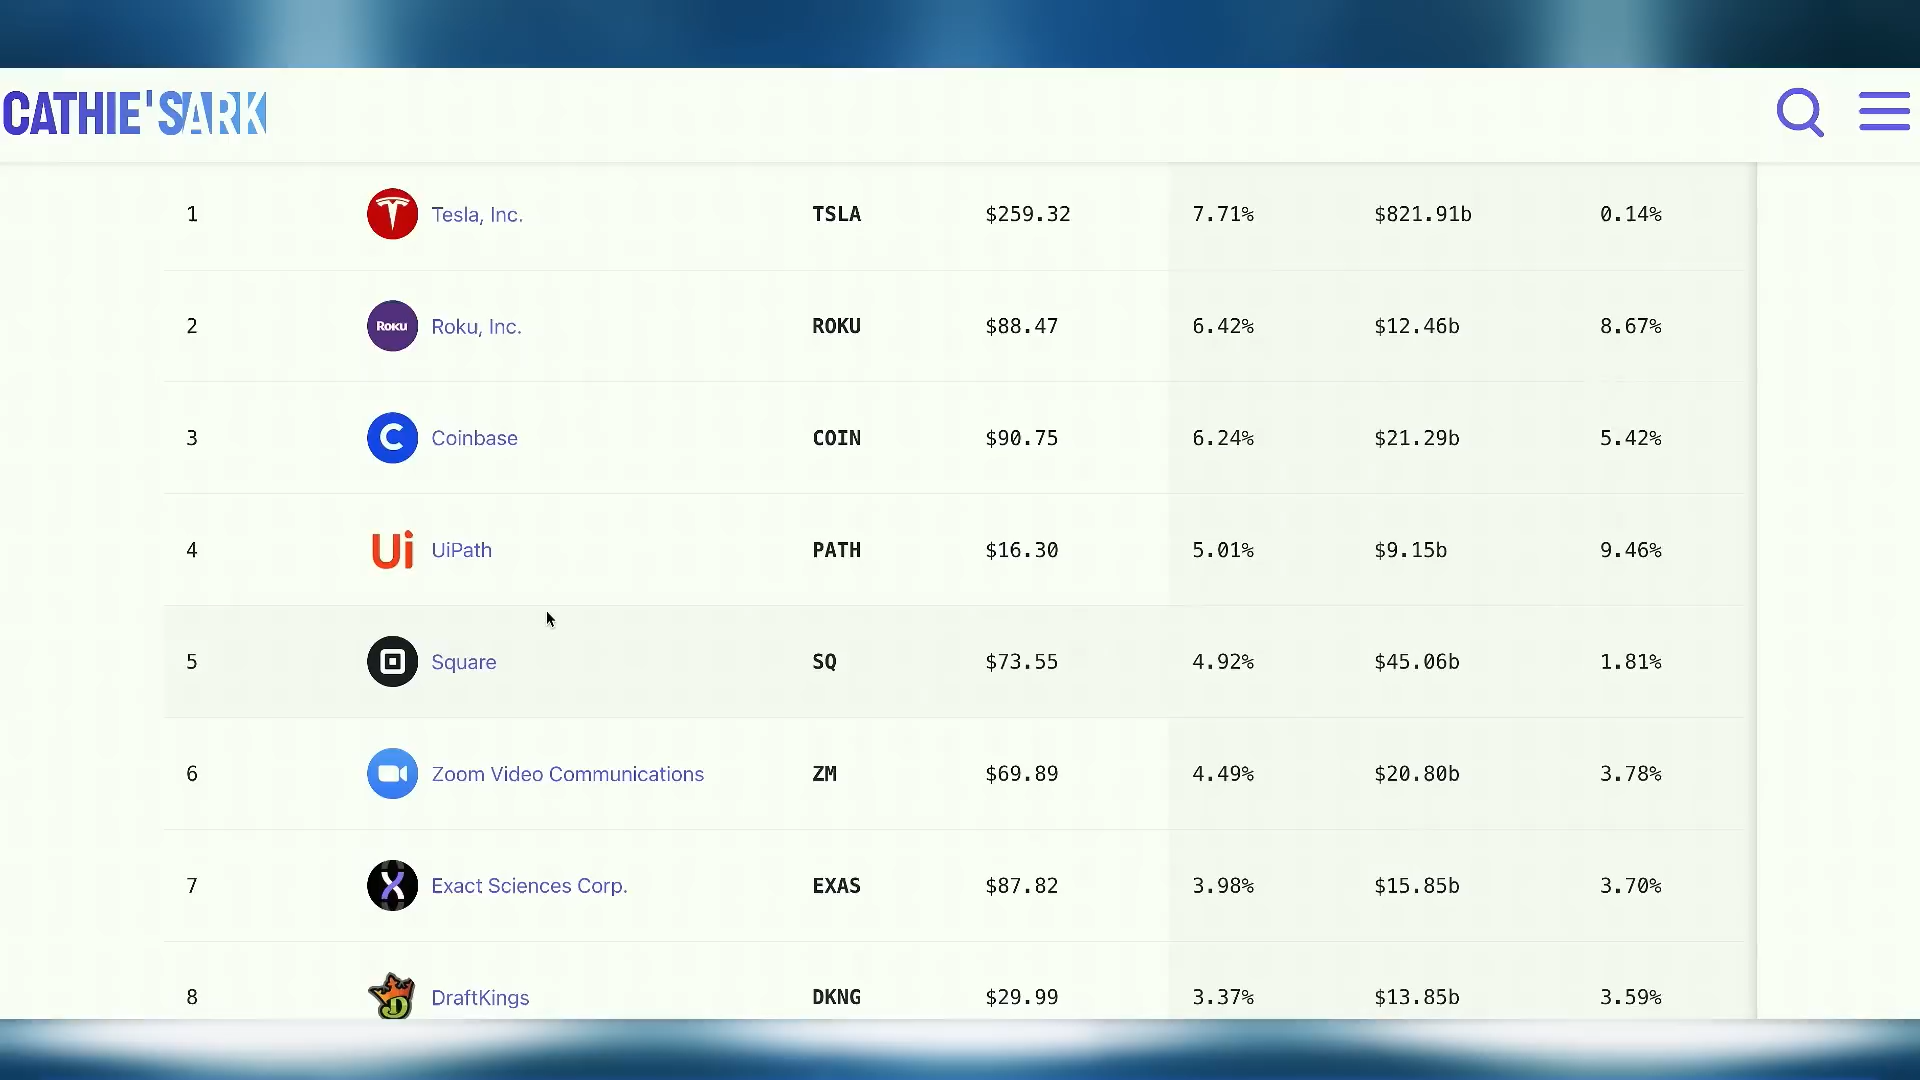 CATHIE'SARK
1 Tesla, Inc. TSLA $259.32 7.71% $821.91b 0.14%
2 ROKU Roku, Inc. ROKU $88.47 6.42% $12.46b 8.67%
3 C Coinbase COIN $90.75 6.24% $21.29b 5.42%
4 Ui UiPath PATH $16.30 5.01% $9.15b 9.46%
5 Square SQ $73.55 4.92% $45.06b 1.81%
6 Zoom Video Communications ZM $69.89 4.49% $20.80b 3.78%
7 Exact Sciences Corp. EXAS $87.82 3.98% $15.85b 3.70%
8 D DraftKings DKNG $29.99 3.37% $13.85b 3.59%